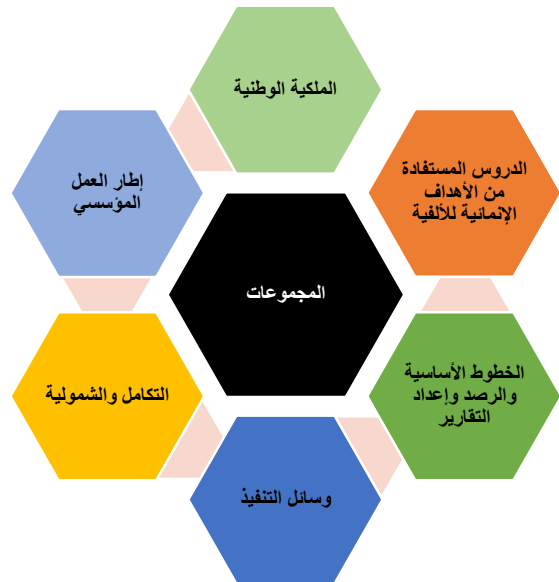 الملكية الوطنية
الدروس المستفادة
من الأهداف
الإنمائية للألفية
إطار العمل
المؤسسي
المجموعات
الخطوط الأساسية
والرصد وإعداد
التقارير
التكامل والشمولية
وسائل التنفيذ